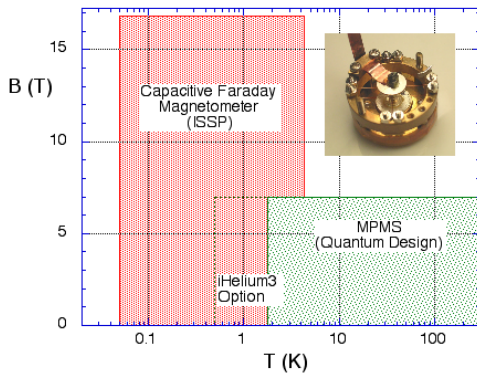 B (T)
15
10
5
0
Capacitive Faraday
Magnetometer
(ISSP)
MPMS
(Quantum Design)
iHelium3
Option
0.1
1
10
100
T (K)